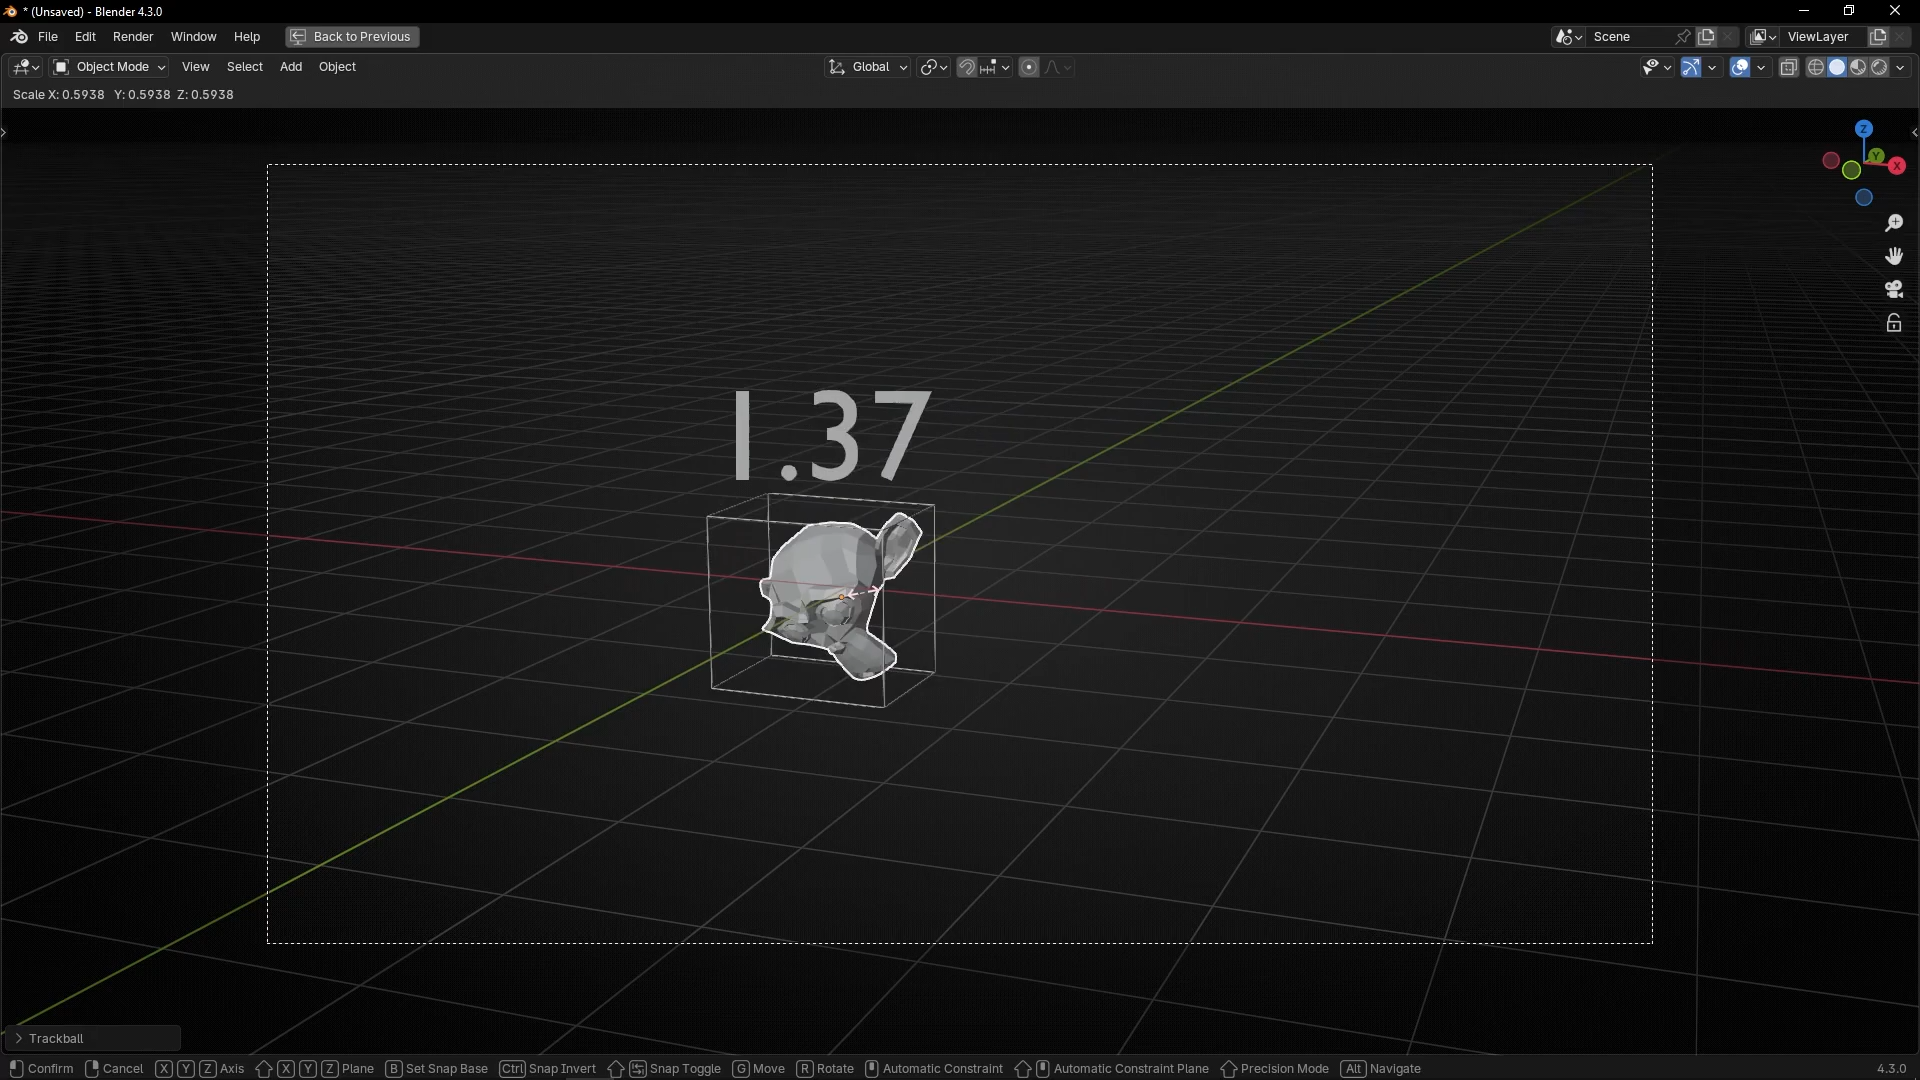 * (Unsaved) - Blender 4.3.0
File Edit Render Window Help Back to Previous Scene ViewLayer
Object Mode View Select Add Object Global
Scale X: 0.5938 Y: 0.5938 Z: 0.5938
Z
Y
X
1.37
Trackball
Confirm Cancel X Y Z Axis X Y Z Plane B Set Snap Base Ctrl Snap Invert Snap Toggle G Move R Rotate Automatic Constraint Automatic Constraint Plane Precision Mode Alt Navigate 4.3.0